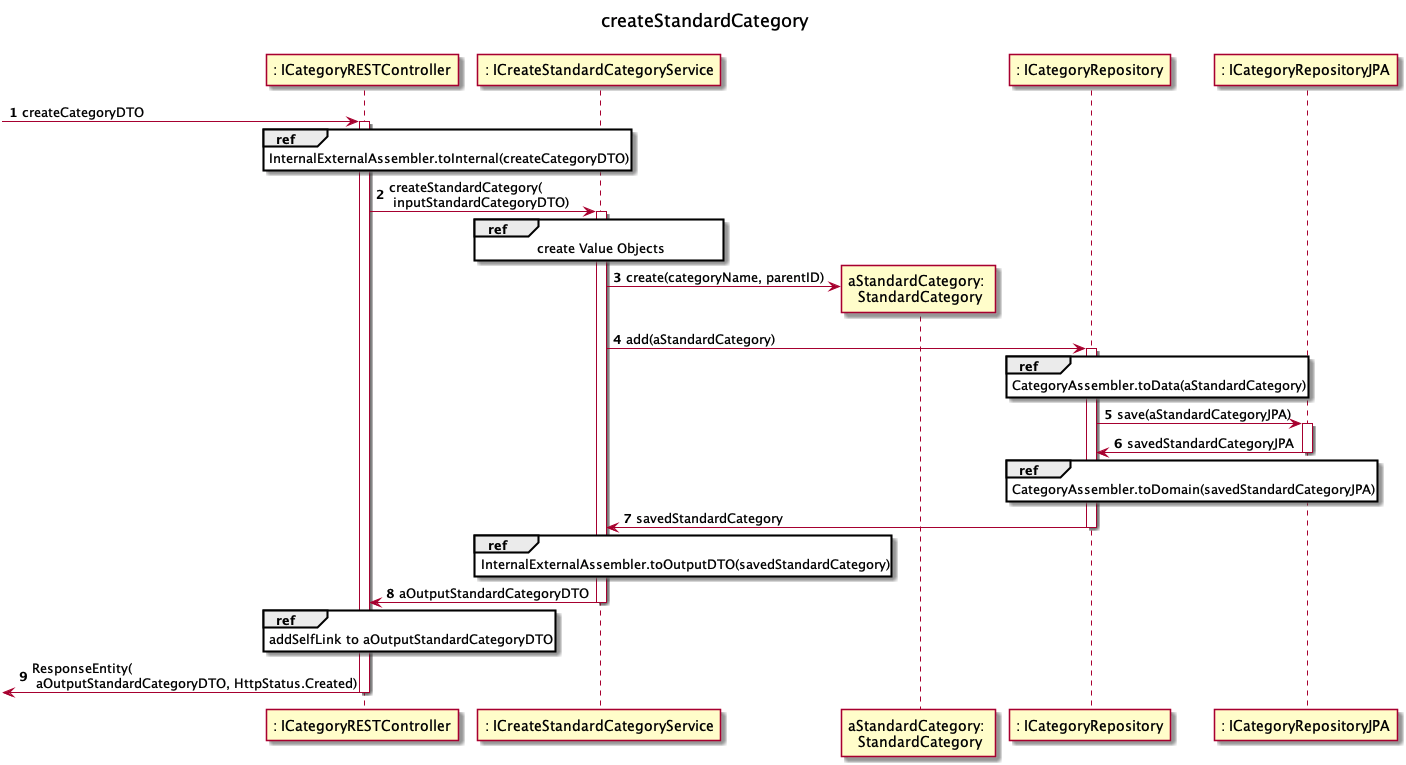 createStandardCategory
: ICategoryRESTController
: ICreateStandardCategoryService
: ICategoryRepository
: ICategoryRepositoryJPA
1 createCategoryDTO
ref
InternalExternalAssembler.toInternal(createCategoryDTO)
2 createStandardCategory(
inputStandardCategoryDTO)
ref
create Value Objects
3 create(categoryName, parentID)
aStandardCategory:
StandardCategory
4 add(aStandardCategory)
ref
CategoryAssembler.toData(aStandardCategory)
5 save(aStandardCategoryJPA)
6 savedStandardCategoryJPA
ref
CategoryAssembler.toDomain(savedStandardCategoryJPA)
7 savedStandardCategory
ref
InternalExternalAssembler.toOutputDTO(savedStandardCategory)
8 aOutputStandardCategoryDTO
ref
addSelfLink to aOutputStandardCategoryDTO
9 ResponseEntity(
aOutputStandardCategoryDTO, HttpStatus.Created)
: ICategoryRESTController
: ICreateStandardCategoryService
aStandardCategory:
StandardCategory
: ICategoryRepository
: ICategoryRepositoryJPA